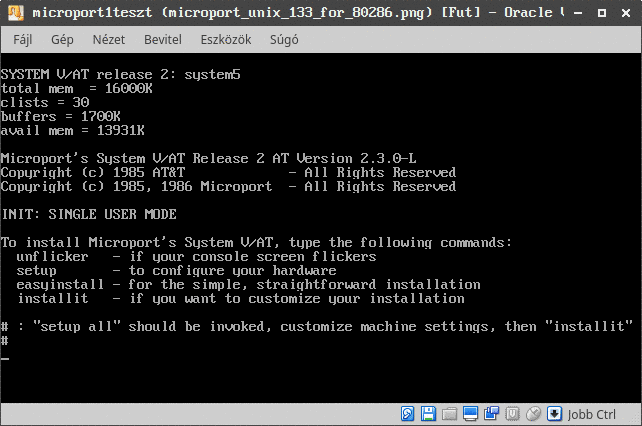 microport1teszt (microport_unix_133_for_80286.png) [Fut] - Oracle
Fájl Gép Nézet Bevitel Eszközök Súgó
SYSTEM V/AT release 2: system5
total mem  = 16000K
clists = 30
buffers = 1700K
avail mem = 13931K
Microport's System V/AT Release 2 AT Version 2.3.0-L
Copyright (c) 1985 AT&T             - All Rights Reserved
Copyright (c) 1985, 1986 Microport  - All Rights Reserved
INIT: SINGLE USER MODE
To install Microport's System V/AT, type the following commands:
unflicker   - if your console screen flickers
setup       - to configure your hardware
easyinstall - for the simple, straightforward installation
installit   - if you want to customize your installation
# : "setup all" should be invoked, customize machine settings, then "installit"
#
_
Jobb Ctrl